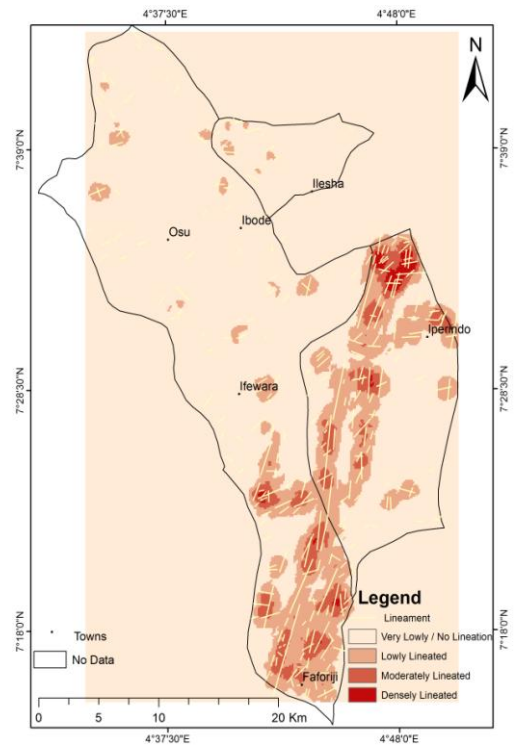 4°37'30"E
4°48'0"E
N
7°39'0"N
7°39'0"N
Ilesha
Ibode
Osu
Iperindo
7°28'30"N
7°28'30"N
Ifewara
Legend
Lineament
Very Lowly / No Lineation
Lowly Lineated
Moderately Lineated
Densely Lineated
7°18'0"N
7°18'0"N
Towns
No Data
Faforiji
0 5 10 20 Km
4°37'30"E
4°48'0"E